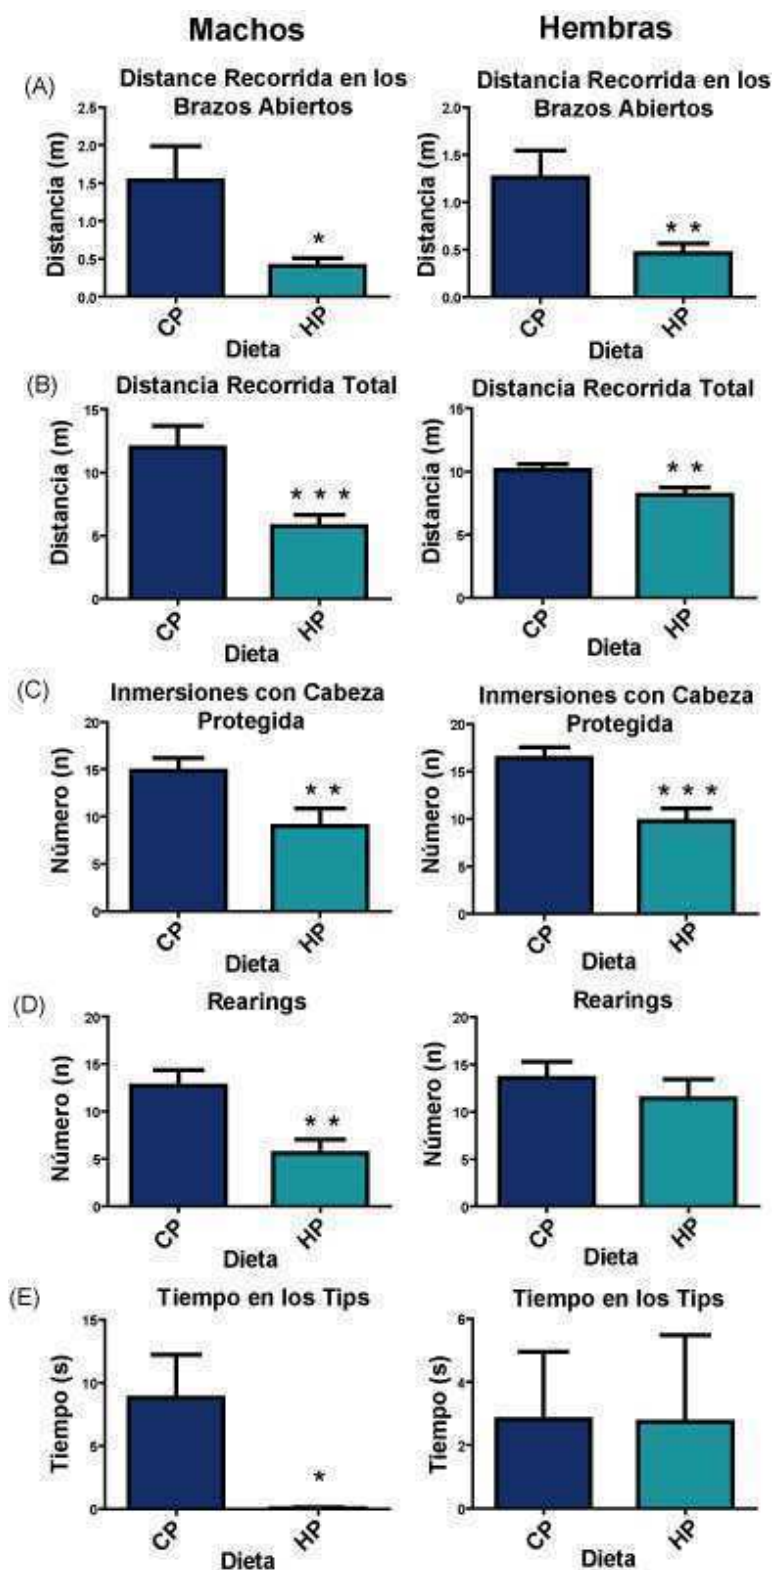 Machos
Hembras
(A)
Distance Recorrida en los
Brazos Abiertos
Distancia (m)
2.5
2.0
1.5
1.0
0.5
0.0
*
CP
HP
Dieta
Distancia Recorrida en los
Brazos Abiertos
Distancia (m)
2.0
1.5
1.0
0.5
0.0
* *
CP
HP
Dieta
(B)
Distancia Recorrida Total
Distancia (m)
15
10
5
0
* * *
CP
HP
Dieta
Distancia Recorrida Total
Distancia (m)
15
10
5
0
* *
CP
HP
Dieta
(C)
Inmersiones con Cabeza
Protegida
Número (n)
20
15
10
5
0
* *
CP
HP
Dieta
Inmersiones con Cabeza
Protegida
Número (n)
20
15
10
5
0
* * *
CP
HP
Dieta
(D)
Rearings
Número (n)
20
15
10
5
0
* *
CP
HP
Dieta
Rearings
Número (n)
20
15
10
5
0
CP
HP
Dieta
(E)
Tiempo en los Tips
Tiempo (s)
15
10
5
0
*
CP
HP
Dieta
Tiempo en los Tips
Tiempo (s)
6
4
2
0
CP
HP
Dieta